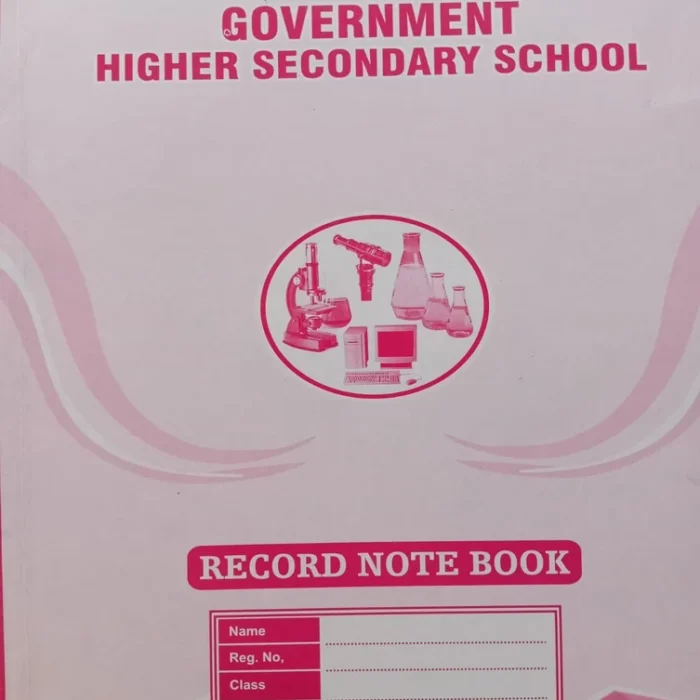 GOVERNMENT
HIGHER SECONDARY SCHOOL
RECORD NOTE BOOK
Name
Reg. No,
Class